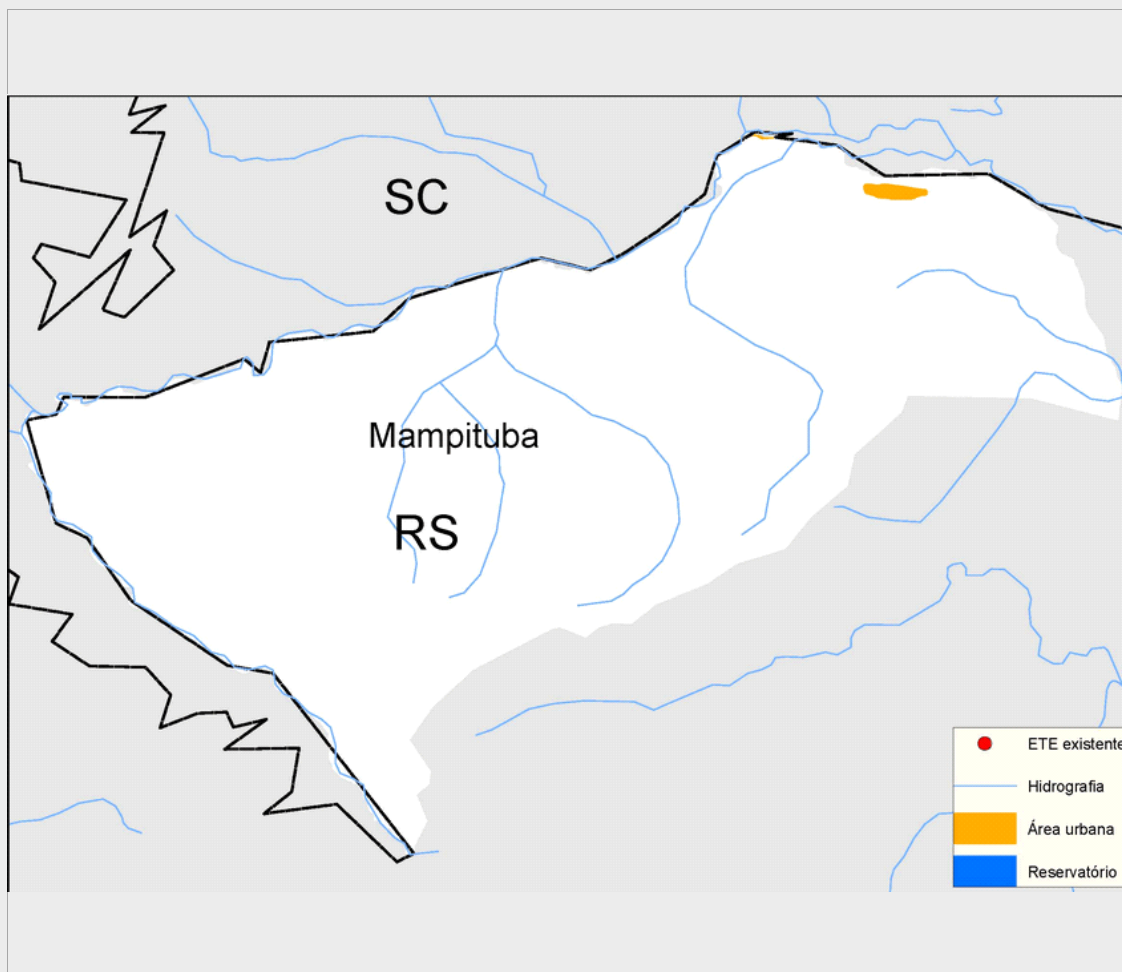 SC
Mampituba
RS
ETE existente
Hidrografia
Área urbana
Reservatório